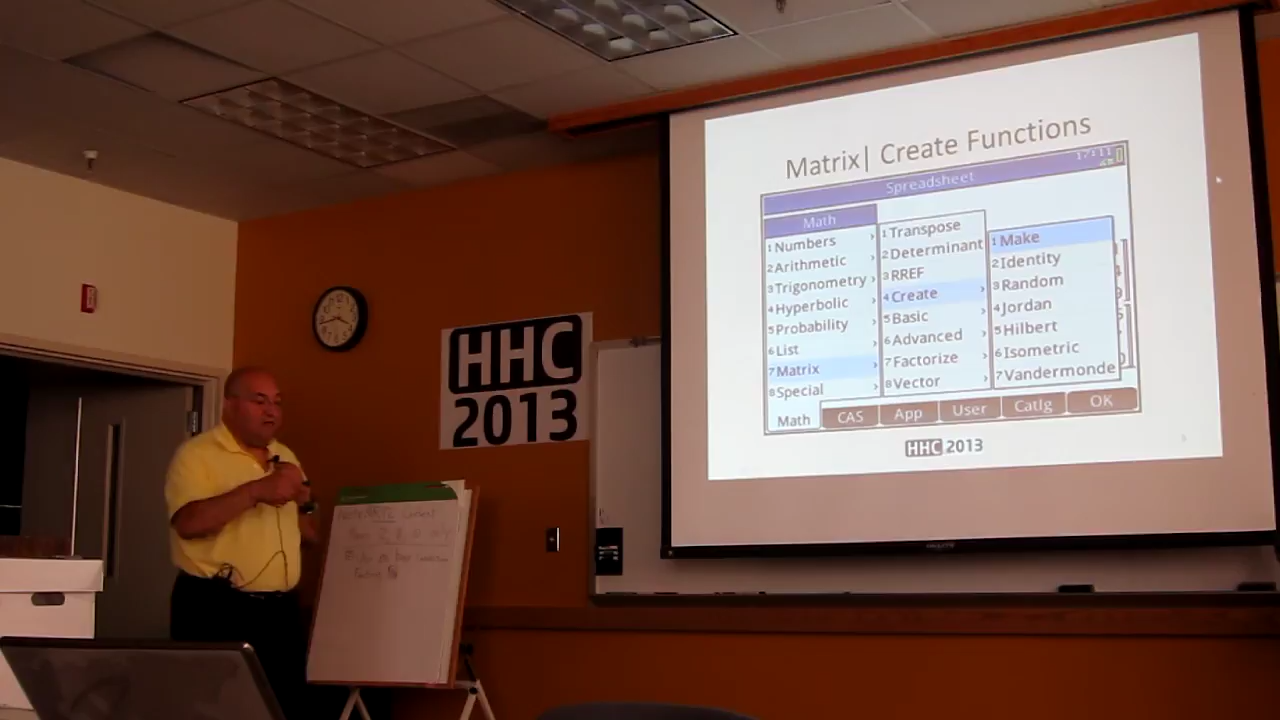 Matrix| Create Functions
17:11
Spreadsheet
Math
1 Numbers
2 Arithmetic
3 Trigonometry
4 Hyperbolic
5 Probability
6 List
7 Matrix
8 Special
1 Transpose
2 Determinant
3 RREF
4 Create
5 Basic
6 Advanced
7 Factorize
8 Vector
1 Make
2 Identity
3 Random
4 Jordan
5 Hilbert
6 Isometric
7 Vandermonde
Math CAS App User Catlg OK
HHC 2013
HHC
2013